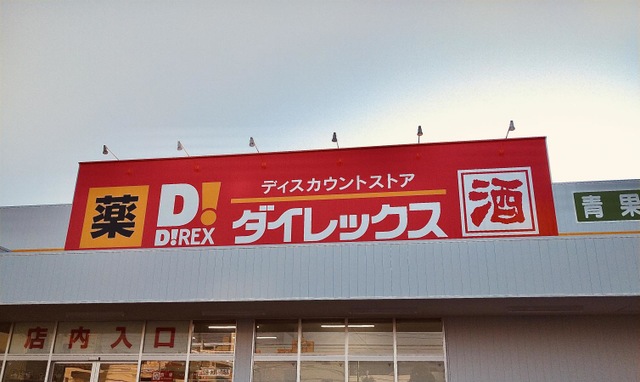 薬
D!
D!REX
ディスカウントストア
ダイレックス
酒
青果
店内入口